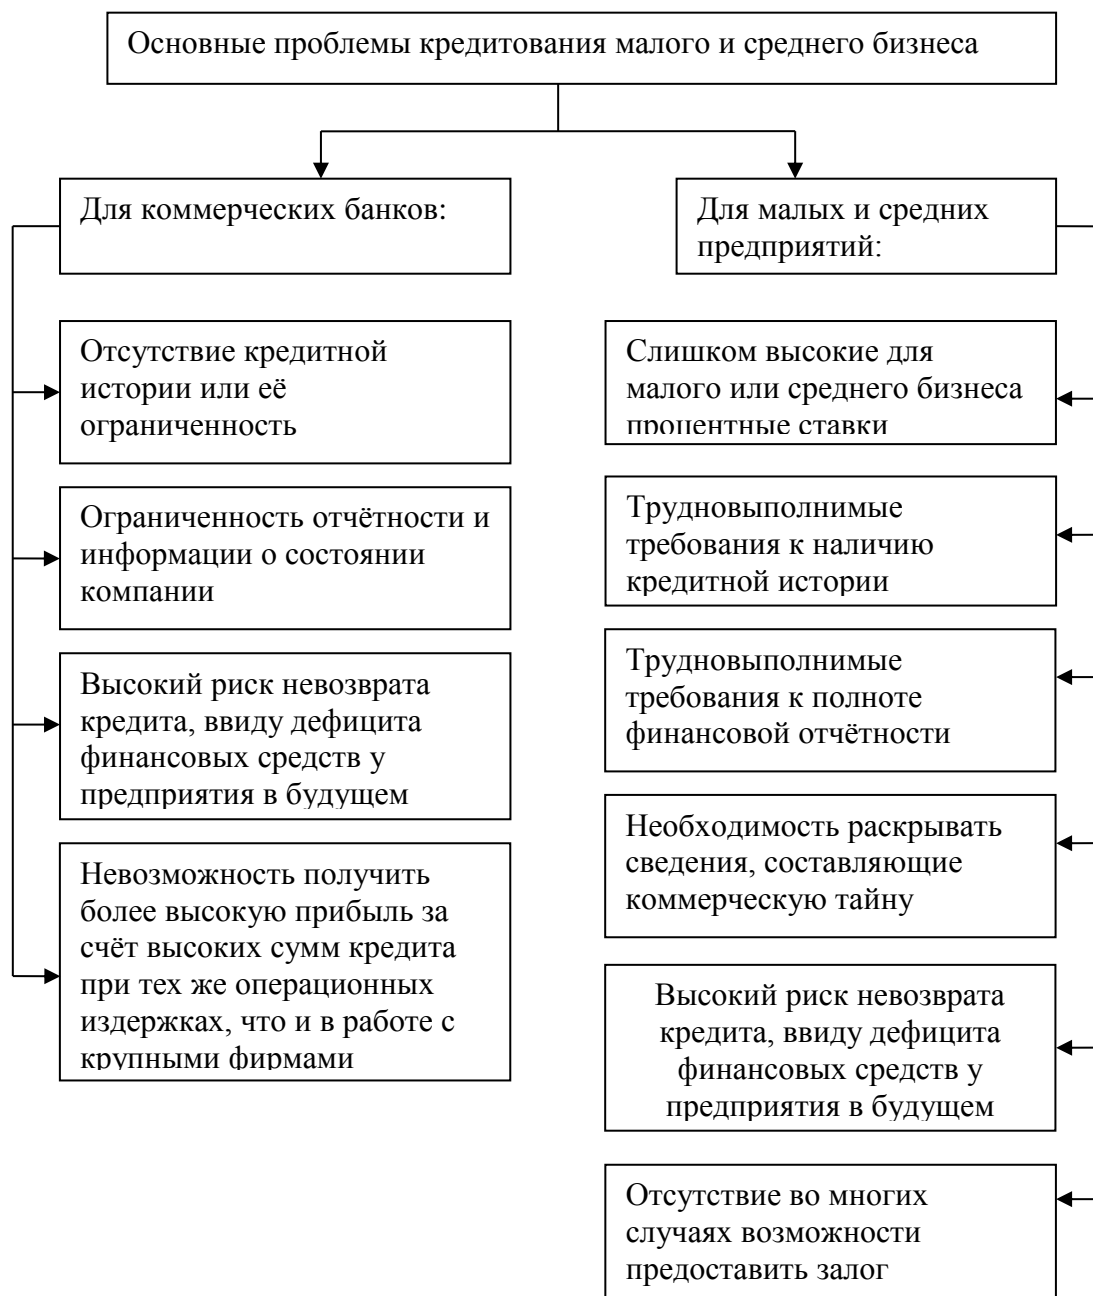 Основные проблемы кредитования малого и среднего бизнеса
Для коммерческих банков:
Отсутствие кредитной
истории или её
ограниченность
Ограниченность отчётности и
информации о состоянии
компании
Высокий риск невозврата
кредита, ввиду дефицита
финансовых средств у
предприятия в будущем
Невозможность получить
более высокую прибыль за
счёт высоких сумм кредита
при тех же операционных
издержках, что и в работе с
крупными фирмами
Для малых и средних
предприятий:
Слишком высокие для
малого или среднего бизнеса
процентные ставки
Трудновыполнимые
требования к наличию
кредитной истории
Трудновыполнимые
требования к полноте
финансовой отчётности
Необходимость раскрывать
сведения, составляющие
коммерческую тайну
Высокий риск невозврата
кредита, ввиду дефицита
финансовых средств у
предприятия в будущем
Отсутствие во многих
случаях возможности
предоставить залог